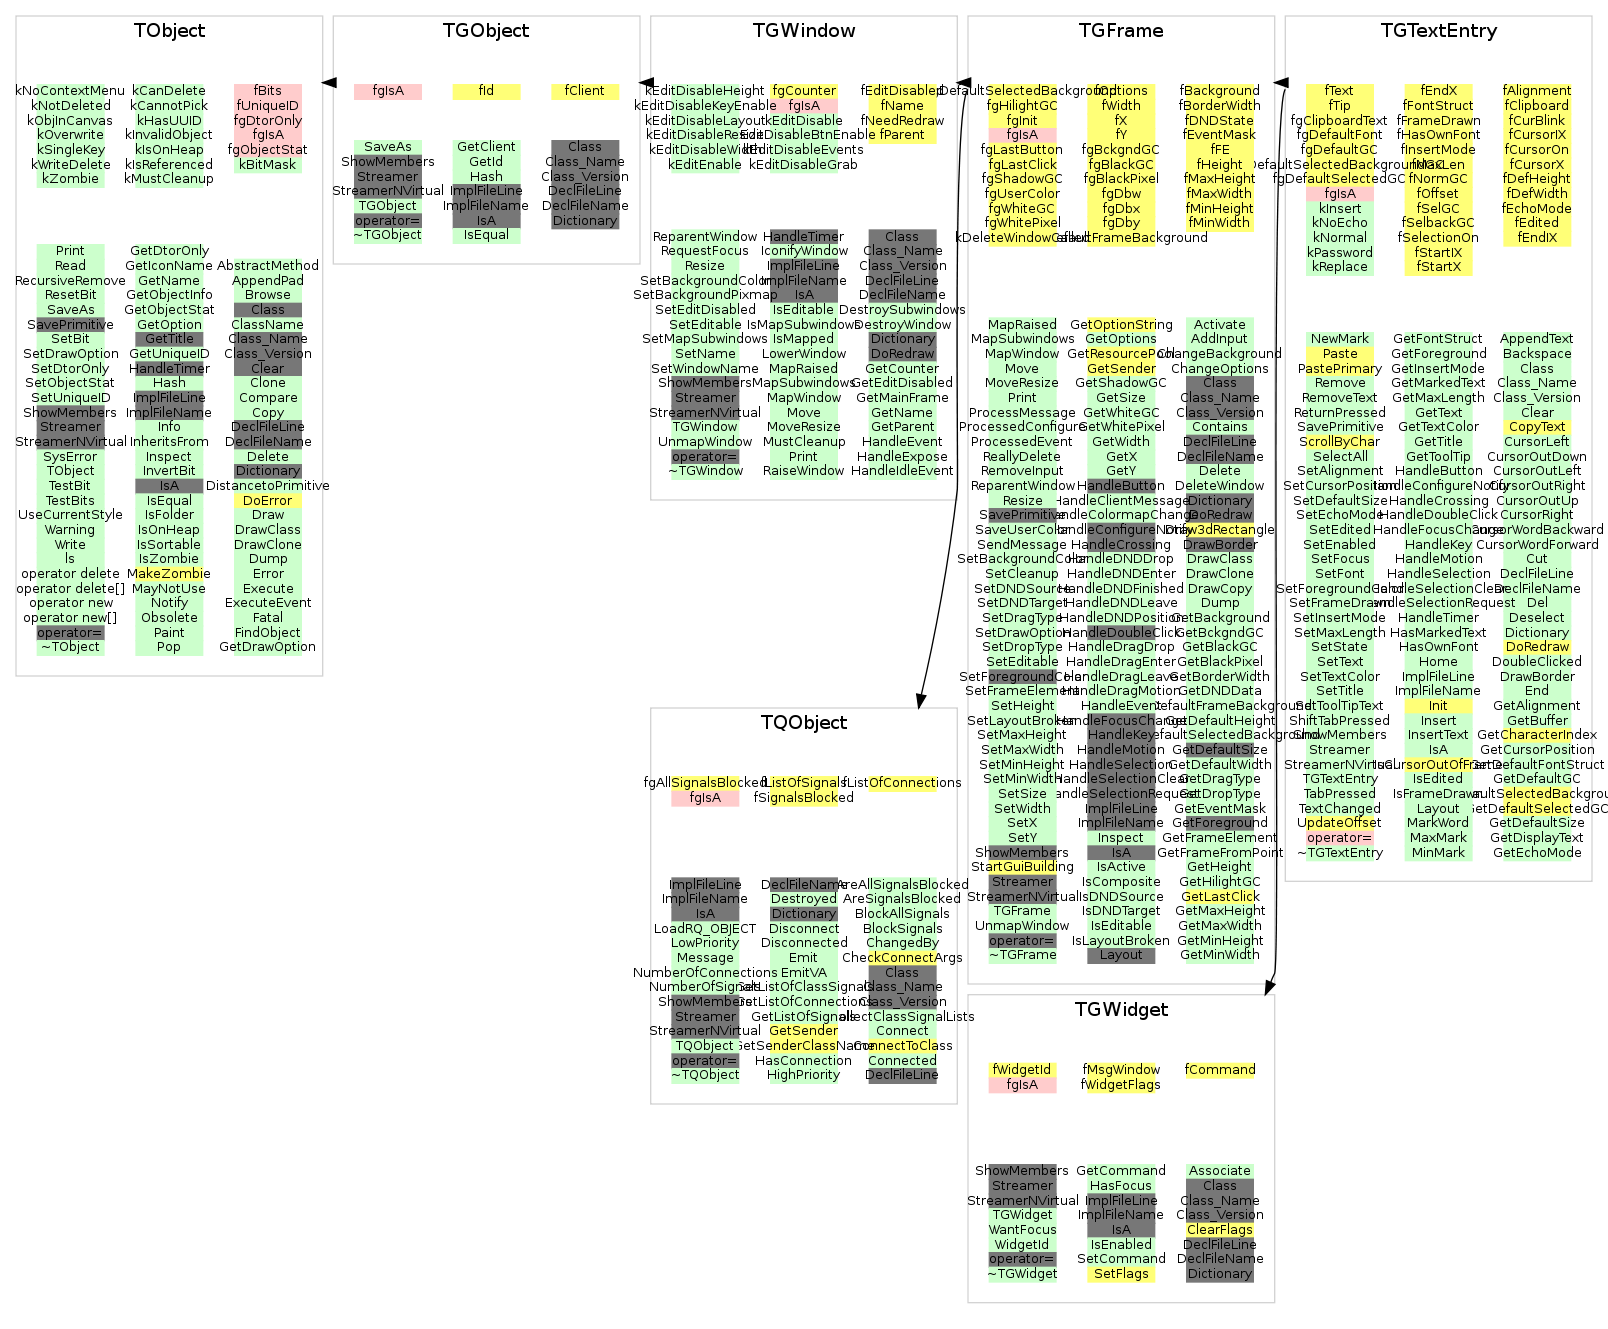 TObject
kNoContextMenu
kNotDeleted
kObjInCanvas
kOverwrite
kSingleKey
kWriteDelete
kZombie
kCanDelete
kCannotPick
kHasUUID
kInvalidObject
kIsOnHeap
kIsReferenced
kMustCleanup
fBits
fUniqueID
fgDtorOnly
fgIsA
fgObjectStat
kBitMask
Print
Read
RecursiveRemove
ResetBit
SaveAs
SavePrimitive
SetBit
SetDrawOption
SetDtorOnly
SetObjectStat
SetUniqueID
ShowMembers
Streamer
StreamerNVirtual
SysError
TObject
TestBit
TestBits
UseCurrentStyle
Warning
Write
ls
operator delete
operator delete[]
operator new
operator new[]
operator=
~TObject
GetDtorOnly
GetIconName
GetName
GetObjectInfo
GetObjectStat
GetOption
GetTitle
GetUniqueID
HandleTimer
Hash
ImplFileLine
ImplFileName
Info
InheritsFrom
Inspect
InvertBit
IsA
IsEqual
IsFolder
IsOnHeap
IsSortable
IsZombie
MakeZombie
MayNotUse
Notify
Obsolete
Paint
Pop
AbstractMethod
AppendPad
Browse
Class
ClassName
Class_Name
Class_Version
Clear
Clone
Compare
Copy
DeclFileLine
DeclFileName
Delete
Dictionary
DistancetoPrimitive
DoError
Draw
DrawClass
DrawClone
Dump
Error
Execute
ExecuteEvent
Fatal
FindObject
GetDrawOption
TGObject
fgIsA
fId
fClient
SaveAs
ShowMembers
Streamer
StreamerNVirtual
TGObject
operator=
~TGObject
GetClient
GetId
Hash
ImplFileLine
ImplFileName
IsA
IsEqual
Class
Class_Name
Class_Version
DeclFileLine
DeclFileName
Dictionary
TGWindow
kEditDisableHeight
kEditDisableKeyEnable
kEditDisableLayout
kEditDisableResize
kEditDisableWidth
kEditEnable
fgCounter
fgIsA
kEditDisable
kEditDisableBtnEnable
kEditDisableEvents
kEditDisableGrab
fEditDisabled
fName
fNeedRedraw
fParent
ReparentWindow
RequestFocus
Resize
SetBackgroundColor
SetBackgroundPixmap
SetEditDisabled
SetEditable
SetMapSubwindows
SetName
SetWindowName
ShowMembers
Streamer
StreamerNVirtual
TGWindow
UnmapWindow
operator=
~TGWindow
HandleTimer
IconifyWindow
ImplFileLine
ImplFileName
IsA
IsEditable
IsMapSubwindows
IsMapped
LowerWindow
MapRaised
MapSubwindows
MapWindow
Move
MoveResize
MustCleanup
Print
RaiseWindow
Class
Class_Name
Class_Version
DeclFileLine
DeclFileName
DestroySubwindows
DestroyWindow
Dictionary
DoRedraw
GetCounter
GetEditDisabled
GetMainFrame
GetName
GetParent
HandleEvent
HandleExpose
HandleIdleEvent
TQObject
fgAllSignalsBlocked
fgIsA
fListOfSignals
fSignalsBlocked
fListOfConnections
ImplFileLine
ImplFileName
IsA
LoadRQ_OBJECT
LowPriority
Message
NumberOfConnections
NumberOfSignals
ShowMembers
Streamer
StreamerNVirtual
TQObject
operator=
~TQObject
DeclFileName
Destroyed
Dictionary
Disconnect
Disconnected
Emit
EmitVA
GetListOfClassSignals
GetListOfConnections
GetListOfSignals
GetSender
GetSenderClassName
HasConnection
HighPriority
AreAllSignalsBlocked
AreSignalsBlocked
BlockAllSignals
BlockSignals
ChangedBy
CheckConnectArgs
Class
Class_Name
Class_Version
ollectClassSignalLists
Connect
ConnectToClass
Connected
DeclFileLine
TGFrame
fgDefaultSelectedBackground
fgHilightGC
fgInit
fgIsA
fgLastButton
fgLastClick
fgShadowGC
fgUserColor
fgWhiteGC
fgWhitePixel
kDeleteWindowCalled
fOptions
fWidth
fX
fY
fgBckgndGC
fgBlackGC
fgBlackPixel
fgDbw
fgDbx
fgDby
faultFrameBackground
fBackground
fBorderWidth
fDNDState
fEventMask
fFE
fHeight
fMaxHeight
fMaxWidth
fMinHeight
fMinWidth
MapRaised
MapSubwindows
MapWindow
Move
MoveResize
Print
ProcessMessage
ProcessedConfigure
ProcessedEvent
ReallyDelete
RemoveInput
ReparentWindow
Resize
SavePrimitive
SaveUserColor
SendMessage
SetBackgroundColor
SetCleanup
SetDNDSource
SetDNDTarget
SetDragType
SetDrawOption
SetDropType
SetEditable
SetForegroundColor
SetFrameElement
SetHeight
SetLayoutBroken
SetMaxHeight
SetMaxWidth
SetMinHeight
SetMinWidth
SetSize
SetWidth
SetX
SetY
ShowMembers
StartGuiBuilding
Streamer
StreamerNVirtual
TGFrame
UnmapWindow
operator=
~TGFrame
GetOptionString
GetOptions
GetResourcePool
GetSender
GetShadowGC
GetSize
GetWhiteGC
GetWhitePixel
GetWidth
GetX
GetY
HandleButton
HandleClientMessage
HandleColormapChange
HandleConfigureNotify
HandleCrossing
HandleDNDDrop
HandleDNDEnter
HandleDNDFinished
HandleDNDLeave
HandleDNDPosition
HandleDoubleClick
HandleDragDrop
HandleDragEnter
HandleDragLeave
HandleDragMotion
HandleEvent
HandleFocusChange
HandleKey
HandleMotion
HandleSelection
HandleSelectionClear
HandleSelectionRequest
ImplFileLine
ImplFileName
Inspect
IsA
IsActive
IsComposite
IsDNDSource
IsDNDTarget
IsEditable
IsLayoutBroken
Layout
Activate
AddInput
ChangeBackground
ChangeOptions
Class
Class_Name
Class_Version
Contains
DeclFileLine
DeclFileName
Delete
DeleteWindow
Dictionary
DoRedraw
Draw3dRectangle
DrawBorder
DrawClass
DrawClone
DrawCopy
Dump
GetBackground
GetBckgndGC
GetBlackGC
GetBlackPixel
GetBorderWidth
GetDNDData
efaultFrameBackground
GetDefaultHeight
efaultSelectedBackground
GetDefaultSize
GetDefaultWidth
GetDragType
GetDropType
GetEventMask
GetForeground
GetFrameElement
GetFrameFromPoint
GetHeight
GetHilightGC
GetLastClick
GetMaxHeight
GetMaxWidth
GetMinHeight
GetMinWidth
TGWidget
fWidgetId
fgIsA
fMsgWindow
fWidgetFlags
fCommand
ShowMembers
Streamer
StreamerNVirtual
TGWidget
WantFocus
WidgetId
operator=
~TGWidget
GetCommand
HasFocus
ImplFileLine
ImplFileName
IsA
IsEnabled
SetCommand
SetFlags
Associate
Class
Class_Name
Class_Version
ClearFlags
DeclFileLine
DeclFileName
Dictionary
TGTextEntry
fText
fTip
fgClipboardText
fgDefaultFont
fgDefaultGC
DefaultSelectedBackgroundGC
fgDefaultSelectedGC
fgIsA
kInsert
kNoEcho
kNormal
kPassword
kReplace
fEndX
fFontStruct
fFrameDrawn
fHasOwnFont
fInsertMode
fMaxLen
fNormGC
fOffset
fSelGC
fSelbackGC
fSelectionOn
fStartIX
fStartX
fAlignment
fClipboard
fCurBlink
fCursorIX
fCursorOn
fCursorX
fDefHeight
fDefWidth
fEchoMode
fEdited
fEndIX
NewMark
Paste
PastePrimary
Remove
RemoveText
ReturnPressed
SavePrimitive
ScrollByChar
SelectAll
SetAlignment
SetCursorPosition
SetDefaultSize
SetEchoMode
SetEdited
SetEnabled
SetFocus
SetFont
SetForegroundColor
SetFrameDrawn
SetInsertMode
SetMaxLength
SetState
SetText
SetTextColor
SetTitle
SetToolTipText
ShiftTabPressed
ShowMembers
Streamer
StreamerNVirtual
TGTextEntry
TabPressed
TextChanged
UpdateOffset
operator=
~TGTextEntry
GetFontStruct
GetForeground
GetInsertMode
GetMarkedText
GetMaxLength
GetText
GetTextColor
GetTitle
GetToolTip
HandleButton
HandleConfigureNotify
HandleCrossing
HandleDoubleClick
HandleFocusChange
HandleKey
HandleMotion
HandleSelection
HandleSelectionClear
HandleSelectionRequest
HandleTimer
HasMarkedText
HasOwnFont
Home
ImplFileLine
ImplFileName
Init
Insert
InsertText
IsA
IsCursorOutOfFrame
IsEdited
IsFrameDrawn
Layout
MarkWord
MaxMark
MinMark
AppendText
Backspace
Class
Class_Name
Class_Version
Clear
CopyText
CursorLeft
CursorOutDown
CursorOutLeft
CursorOutRight
CursorOutUp
CursorRight
CursorWordBackward
CursorWordForward
Cut
DeclFileLine
DeclFileName
Del
Deselect
Dictionary
DoRedraw
DoubleClicked
DrawBorder
End
GetAlignment
GetBuffer
GetCharacterIndex
GetCursorPosition
GetDefaultFontStruct
GetDefaultGC
aultSelectedBackgrou
GetDefaultSelectedGC
GetDefaultSize
GetDisplayText
GetEchoMode